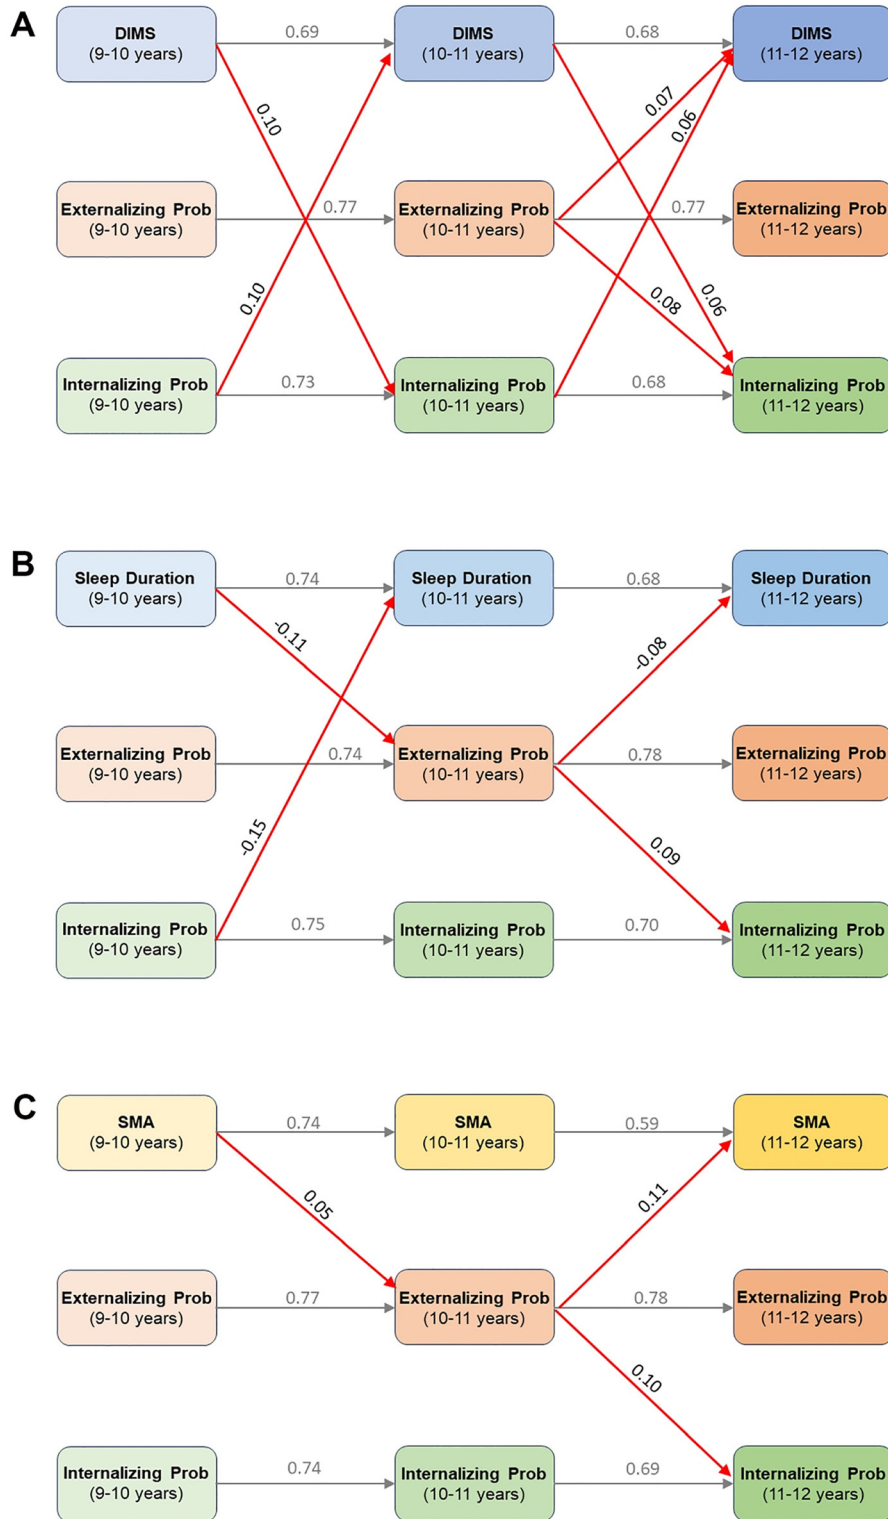 A
DIMS
(9-10 years)
0.69
DIMS
(10-11 years)
0.68
DIMS
(11-12 years)
0.10
0.07
0.06
Externalizing Prob
(9-10 years)
0.77
Externalizing Prob
(10-11 years)
0.77
Externalizing Prob
(11-12 years)
0.10
0.08
0.06
Internalizing Prob
(9-10 years)
0.73
Internalizing Prob
(10-11 years)
0.68
Internalizing Prob
(11-12 years)
B
Sleep Duration
(9-10 years)
0.74
Sleep Duration
(10-11 years)
0.68
Sleep Duration
(11-12 years)
-0.11
-0.08
Externalizing Prob
(9-10 years)
0.74
Externalizing Prob
(10-11 years)
0.78
Externalizing Prob
(11-12 years)
-0.15
0.09
Internalizing Prob
(9-10 years)
0.75
Internalizing Prob
(10-11 years)
0.70
Internalizing Prob
(11-12 years)
C
SMA
(9-10 years)
0.74
SMA
(10-11 years)
0.59
SMA
(11-12 years)
0.05
0.11
Externalizing Prob
(9-10 years)
0.77
Externalizing Prob
(10-11 years)
0.78
Externalizing Prob
(11-12 years)
0.10
Internalizing Prob
(9-10 years)
0.74
Internalizing Prob
(10-11 years)
0.69
Internalizing Prob
(11-12 years)